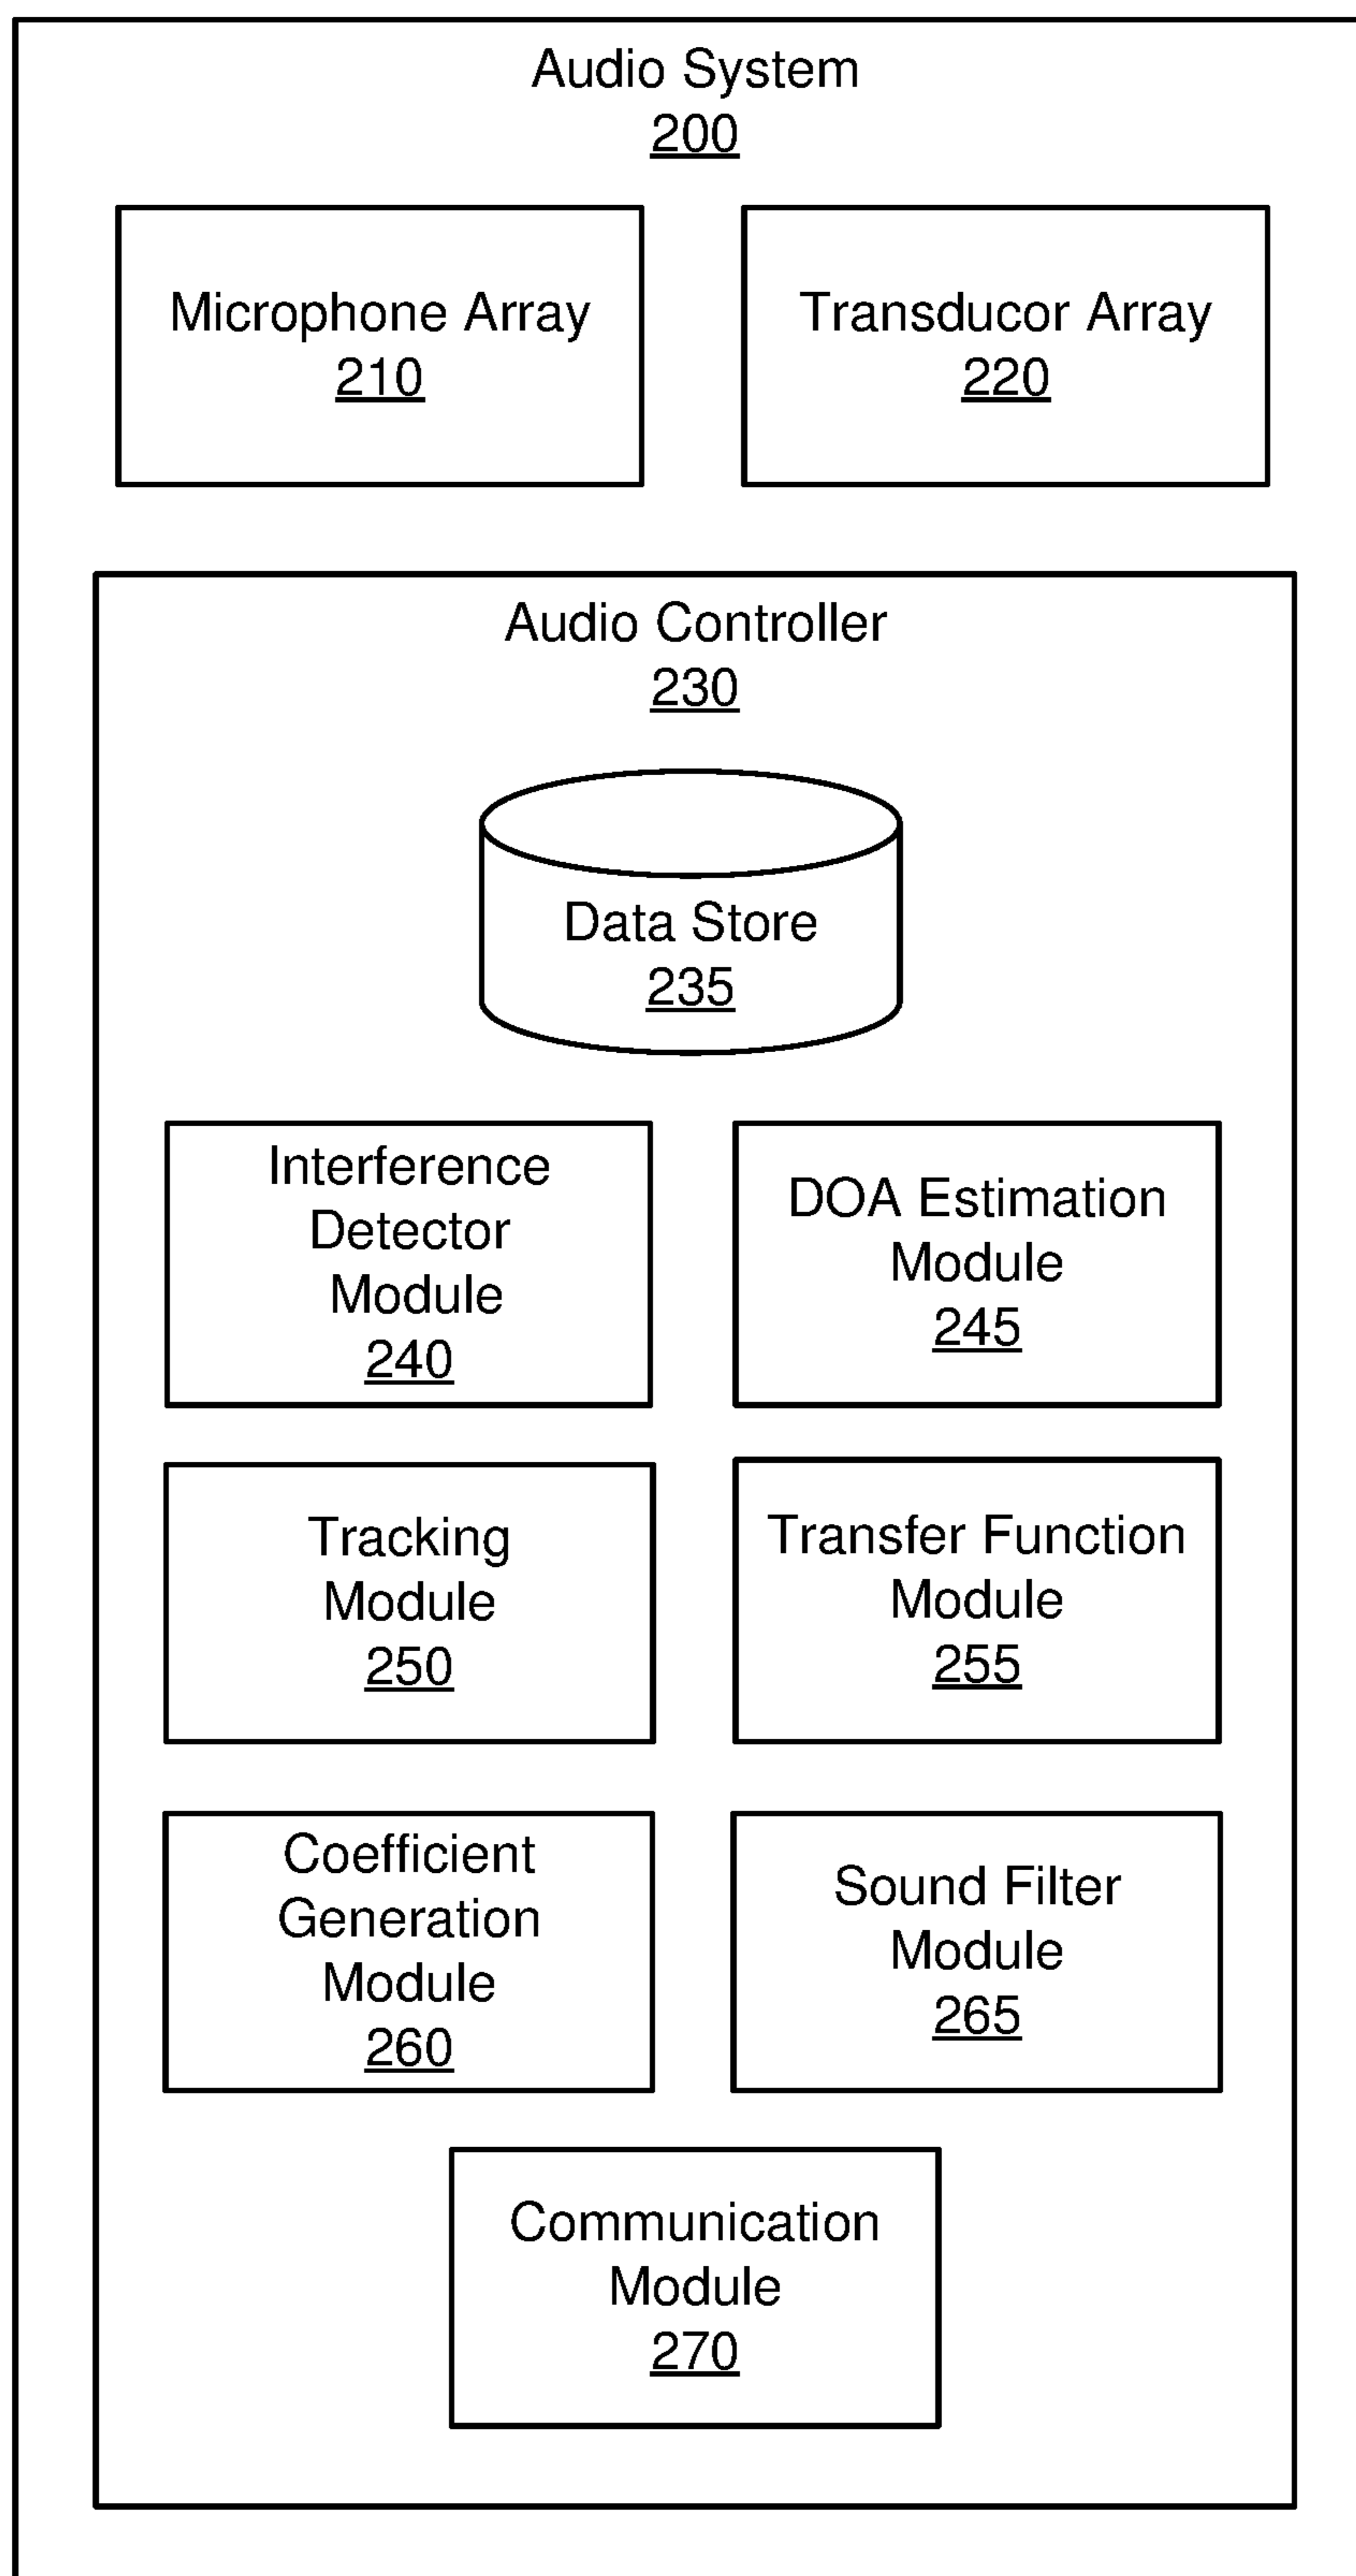 Audio System
200
Microphone Array
210
Transducor Array
220
Audio Controller
230
Data Store
235
Interference
Detector
Module
240
DOA Estimation
Module
245
Tracking
Module
250
Transfer Function
Module
255
Coefficient
Generation
Module
260
Sound Filter
Module
265
Communication
Module
270